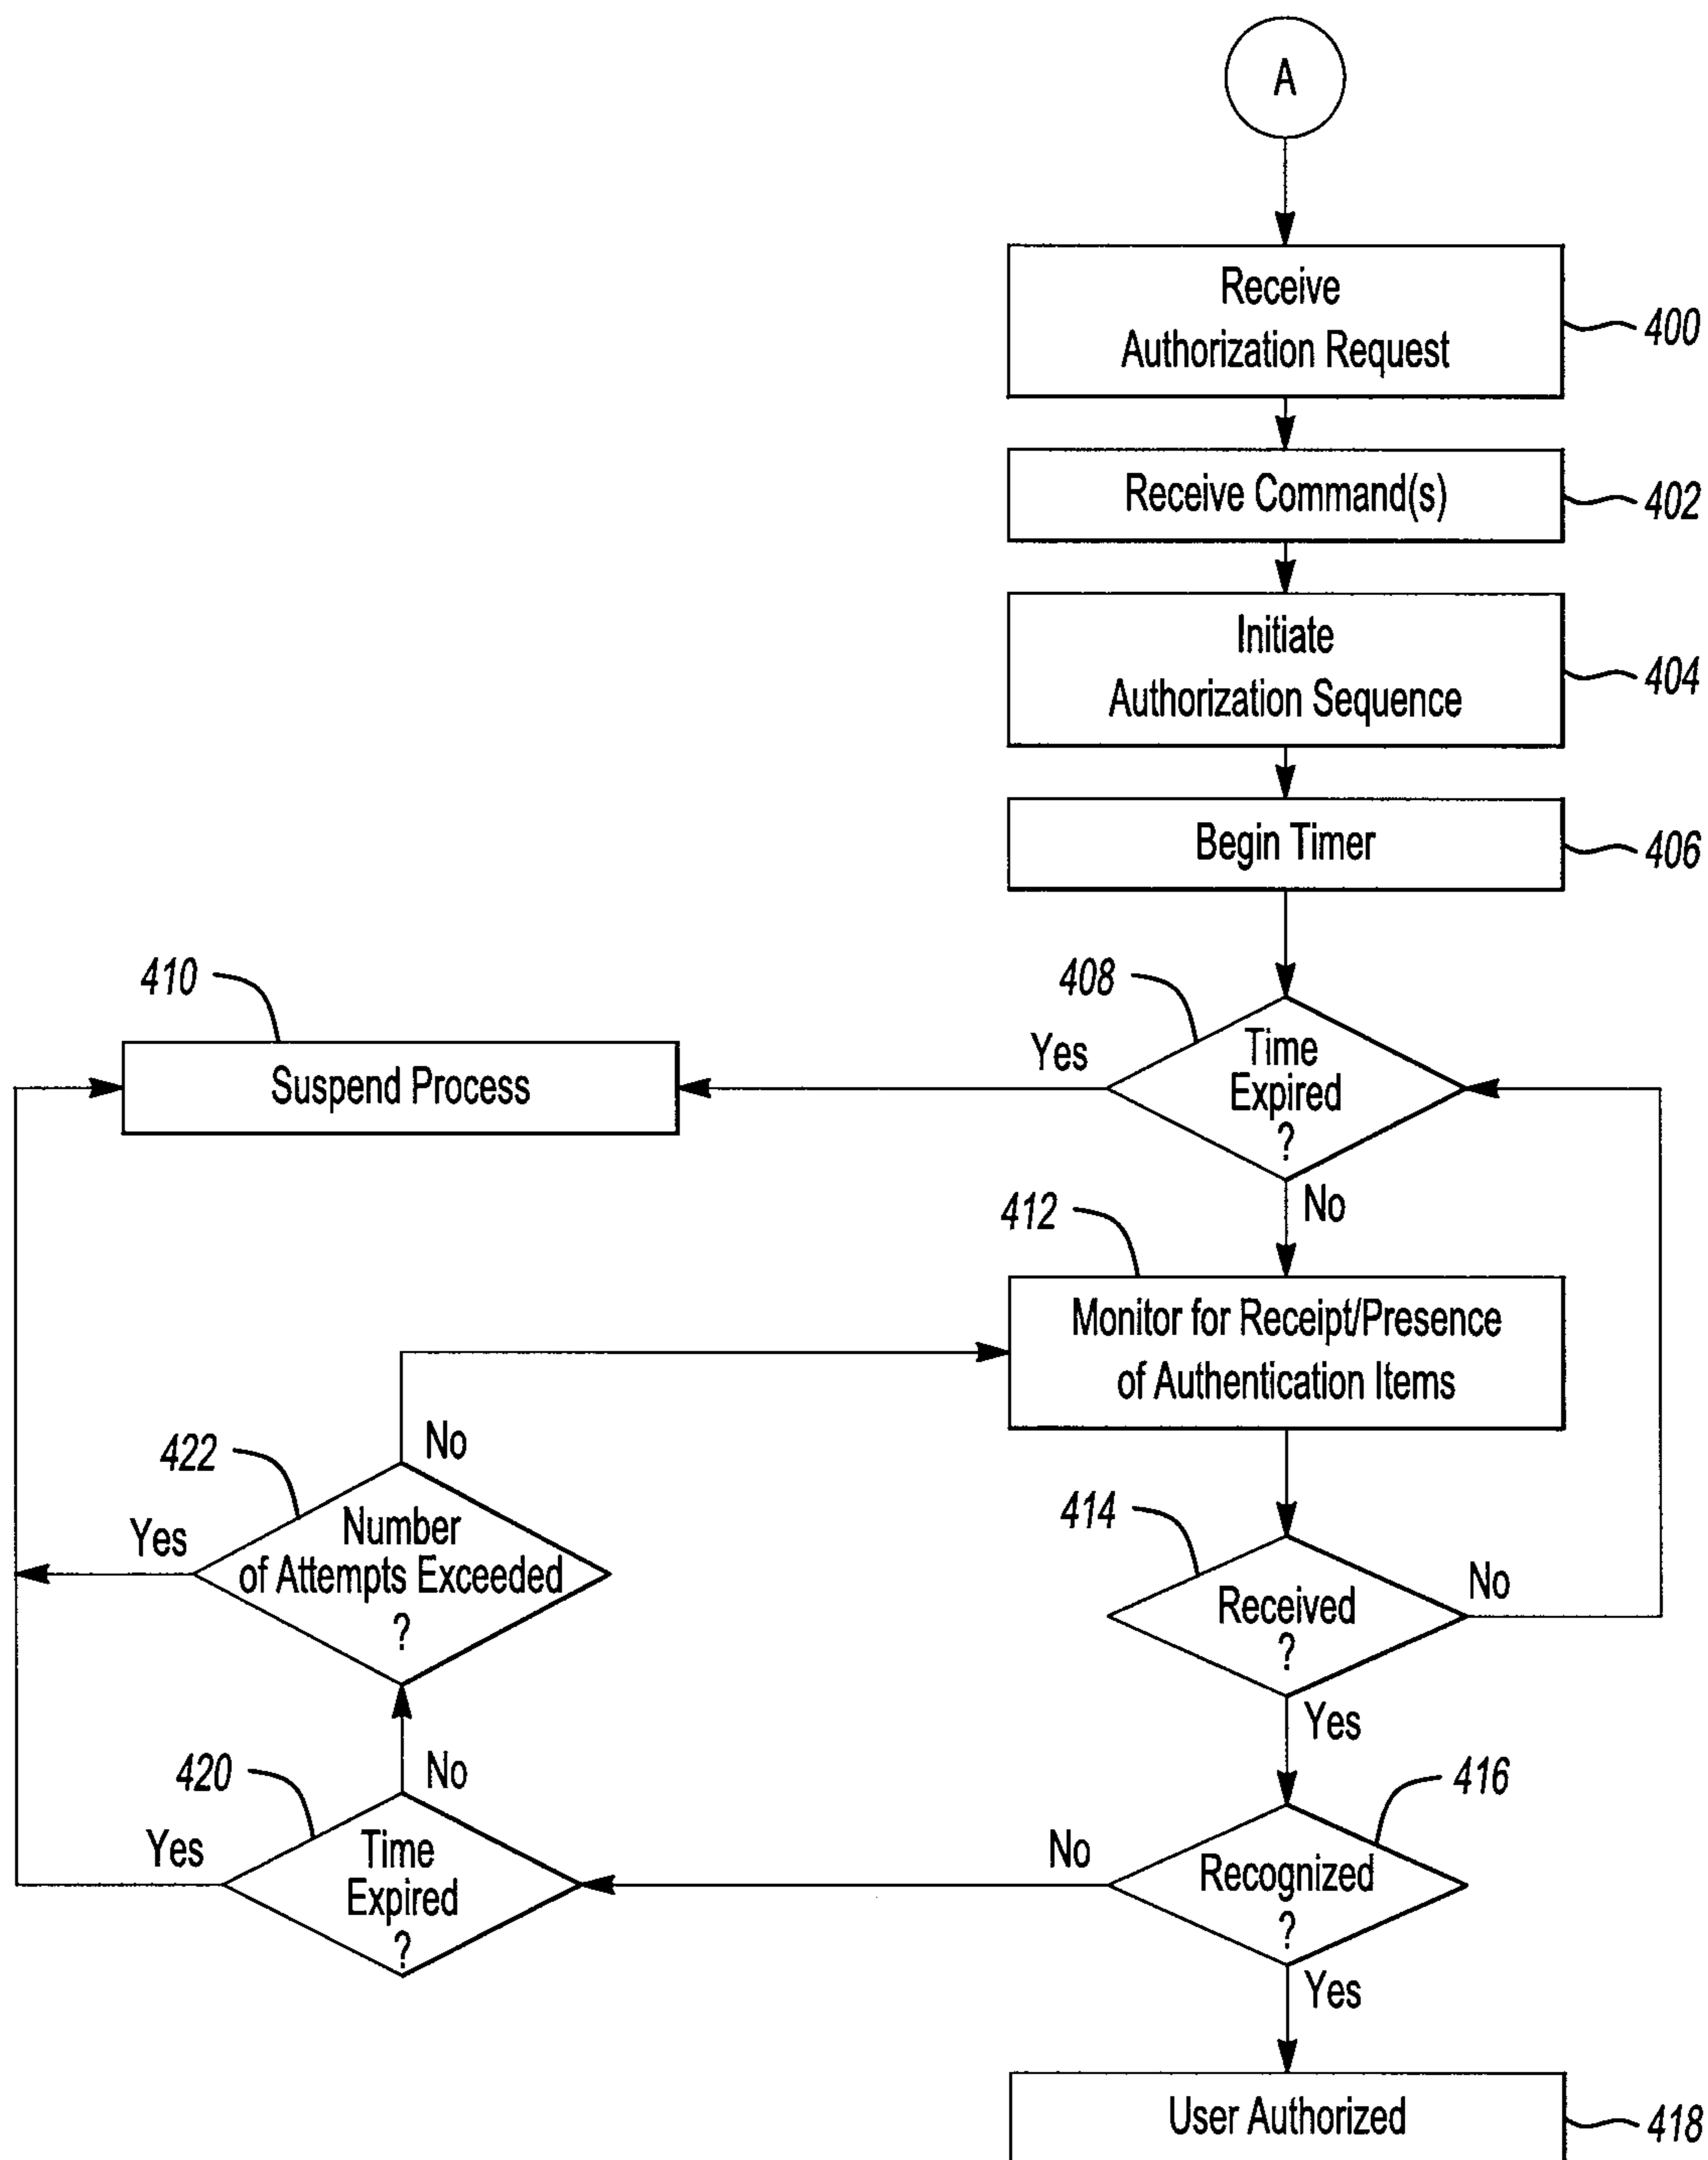 A
Receive
Authorization Request
400
Receive Command(s)
402
Initiate
Authorization Sequence
404
Begin Timer
406
410
408
Suspend Process
Yes
Time
Expired
?
No
412
Monitor for Receipt/Presence
of Authentication Items
422
No
Yes
Number
of Attempts Exceeded
?
414
Received
?
No
Yes
420
No
416
Yes
Time
Expired
?
No
Recognized
?
Yes
User Authorized
418